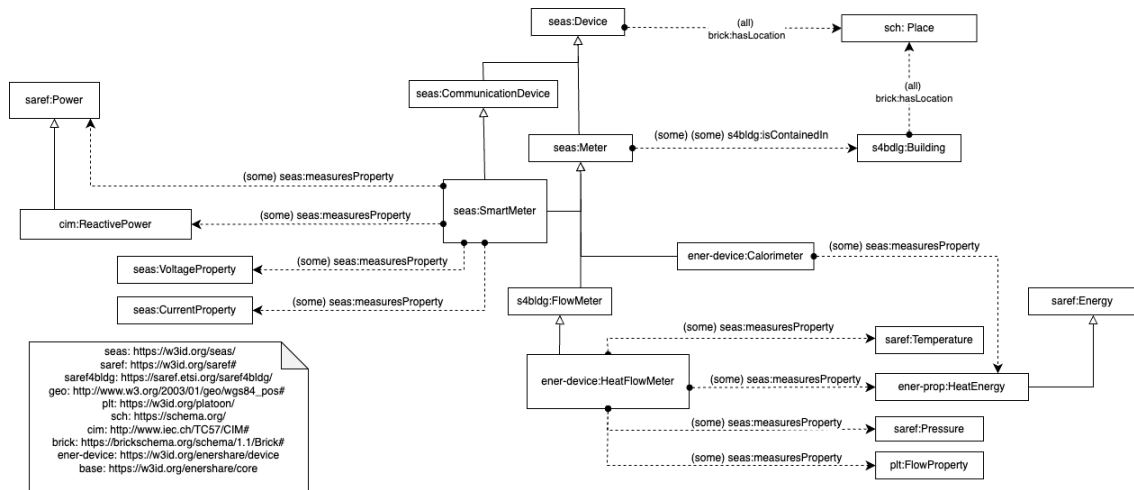 seas:Device
(all)
brick:hasLocation
sch: Place
saref:Power
seas:CommunicationDevice
(all)
brick:hasLocation
seas:Meter
(some) (some) s4bldg:isContainedIn
s4bdlg:Building
(some) seas:measuresProperty
seas:SmartMeter
cim:ReactivePower
(some) seas:measuresProperty
ener-device:Calorimeter
(some) seas:measuresProperty
seas:VoltageProperty
(some) seas:measuresProperty
seas:CurrentProperty
(some) seas:measuresProperty
s4bldg:FlowMeter
saref:Energy
(some) seas:measuresProperty
saref:Temperature
ener-device:HeatFlowMeter
(some) seas:measuresProperty
ener-prop:HeatEnergy
(some) seas:measuresProperty
saref:Pressure
(some) seas:measuresProperty
plt:FlowProperty
seas: https://w3id.org/seas/
saref: https://w3id.org/saref#
saref4bldg: https://saref.etsi.org/saref4bldg/
geo: http://www.w3.org/2003/01/geo/wgs84_pos#
plt: https://w3id.org/platoon/
sch: https://schema.org/
cim: http://www.iec.ch/TC57/CIM#
brick: https://brickschema.org/schema/1.1/Brick#
ener-device: https://w3id.org/enershare/device
base: https://w3id.org/enershare/core